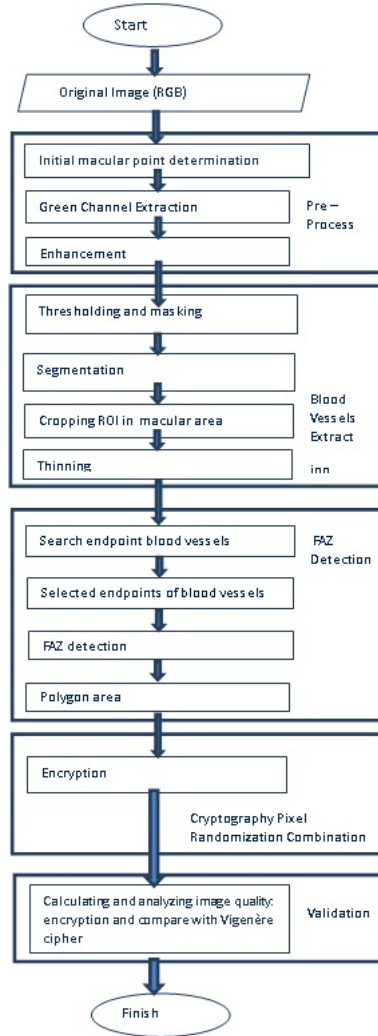 Start
Original Image (RGB)
Initial macular point determination
Green Channel Extraction
Pre –
Process
Enhancement
Thresholding and masking
Segmentation
Cropping ROI in macular area
Blood
Vessels
Extract
Thinning
inn
Search endpoint blood vessels
FAZ
Detection
Selected endpoints of blood vessels
FAZ detection
Polygon area
Encryption
Cryptography Pixel
Randomization Combination
Calculating and analyzing image quality:
encryption and compare with Vigenère
cipher
Validation
Finish